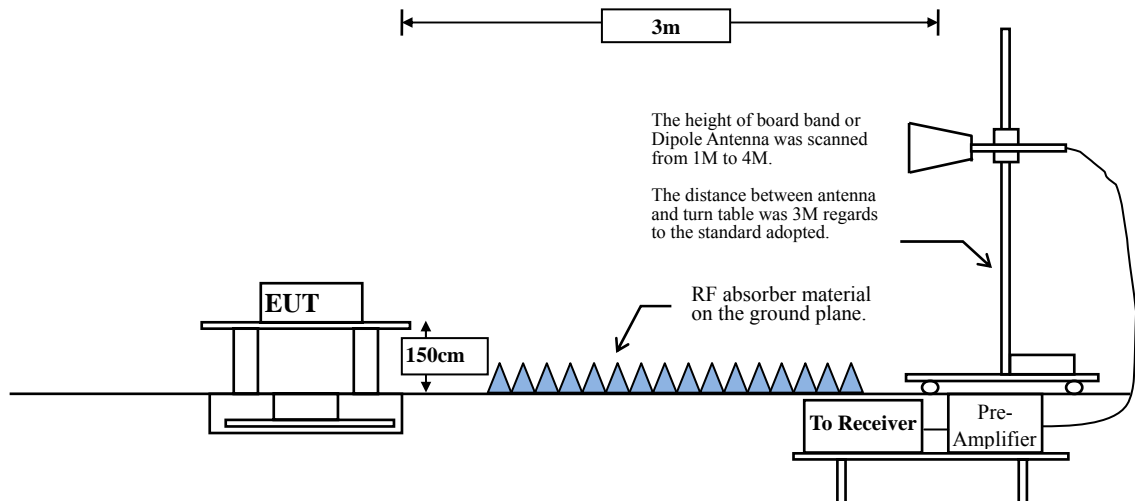 3m
The height of board band or
Dipole Antenna was scanned
from 1M to 4M.
The distance between antenna
and turn table was 3M regards
to the standard adopted.
EUT
RF absorber material
on the ground plane.
150cm
To Receiver
Pre-
Amplifier